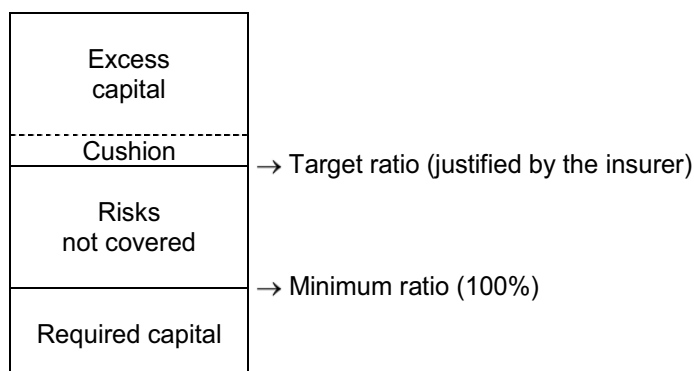 Excess
capital
Cushion
→ Target ratio (justified by the insurer)
Risks
not covered
→ Minimum ratio (100%)
Required capital